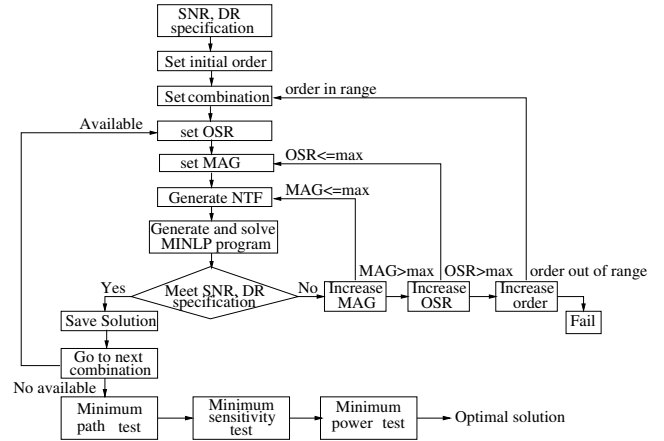 SNR, DR
specification
Set initial order
Set combination
order in range
Available
set OSR
set MAG
OSR<=max
Generate NTF
MAG<=max
Generate and solve
MINLP program
Meet SNR, DR
specification
Yes
No
MAG>max
OSR>max
order out of range
Increase
MAG
Increase
OSR
Increase
order
Fail
Save Solution
Go to next
combination
No available
Minimum
path test
Minimum
sensitivity
test
Minimum
power test
Optimal solution